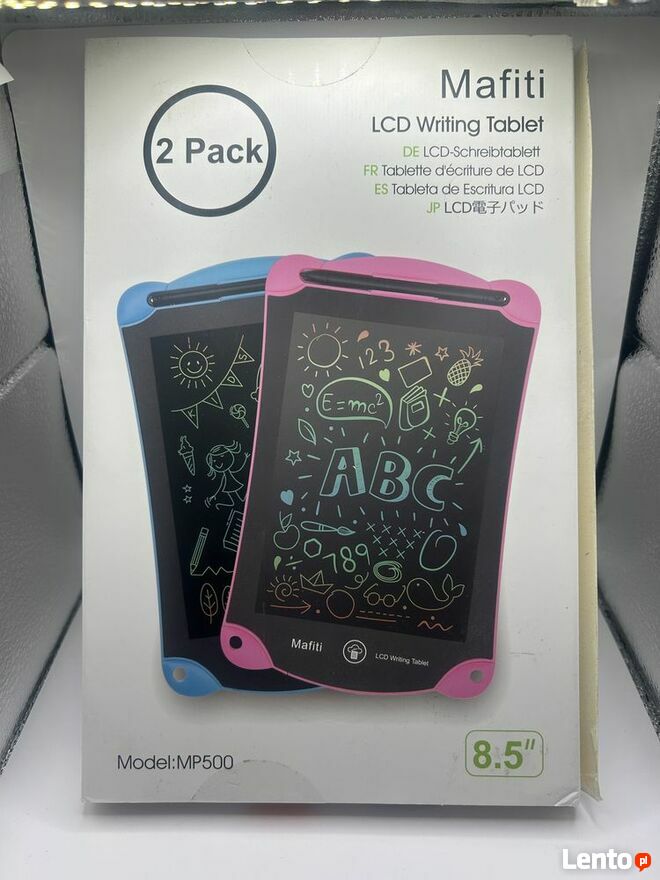 Mafiti
2 Pack
LCD Writing Tablet
DE LCD-Schreibtablett
FR Tablette d'écriture de LCD
ES Tableta de Escritura LCD
JP LCD電子パッド
KDS
123
E=mc²
ABC
789
Mafiti
LCD Writing Tablet
Model:MP500
8.5"
Lento pl